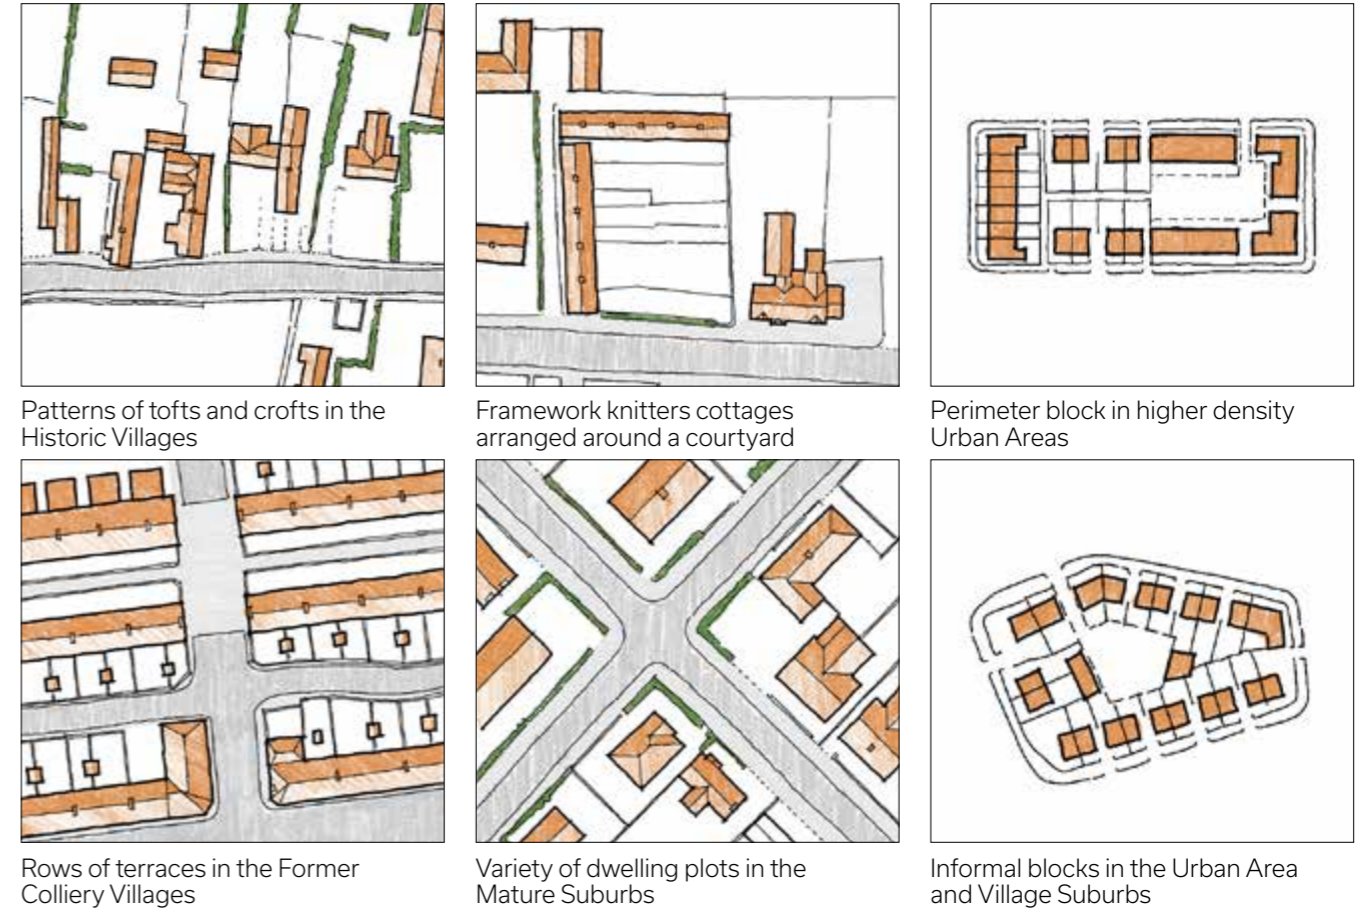 Patterns of tofts and crofts in the
Historic Villages
Framework knitters cottages
arranged around a courtyard
Perimeter block in higher density
Urban Areas
Rows of terraces in the Former
Colliery Villages
Variety of dwelling plots in the
Mature Suburbs
Informal blocks in the Urban Area
and Village Suburbs